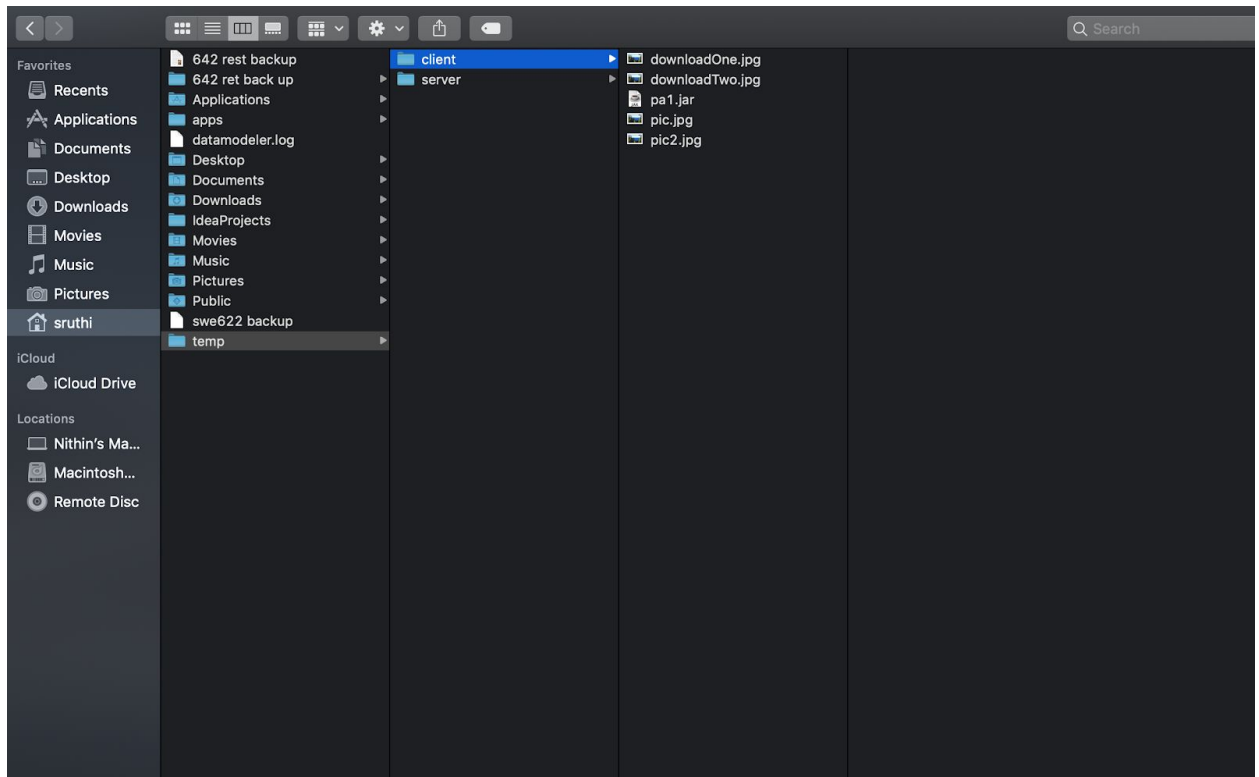 Search
Favorites
Recents
Applications
Documents
Desktop
Downloads
Movies
Music
Pictures
sruthi
iCloud
iCloud Drive
Locations
Nithin's Ma...
Macintosh...
Remote Disc
642 rest backup
642 ret back up
Applications
apps
datamodeler.log
Desktop
Documents
Downloads
IdeaProjects
Movies
Music
Pictures
Public
swe622 backup
temp
client
server
downloadOne.jpg
downloadTwo.jpg
pa1.jar
pic.jpg
pic2.jpg